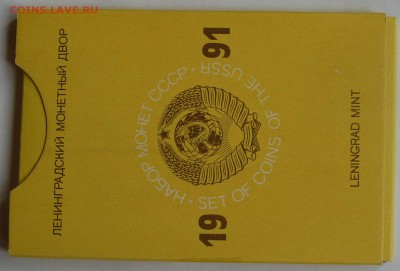 COINS.LAVE.RU
ЛЕНИНГРАДСКИЙ МОНЕТНЫЙ ДВОР
НАБОР МОНЕТ СССР • SET OF COINS OF THE USSR •
19 91
LENINGRAD MINT